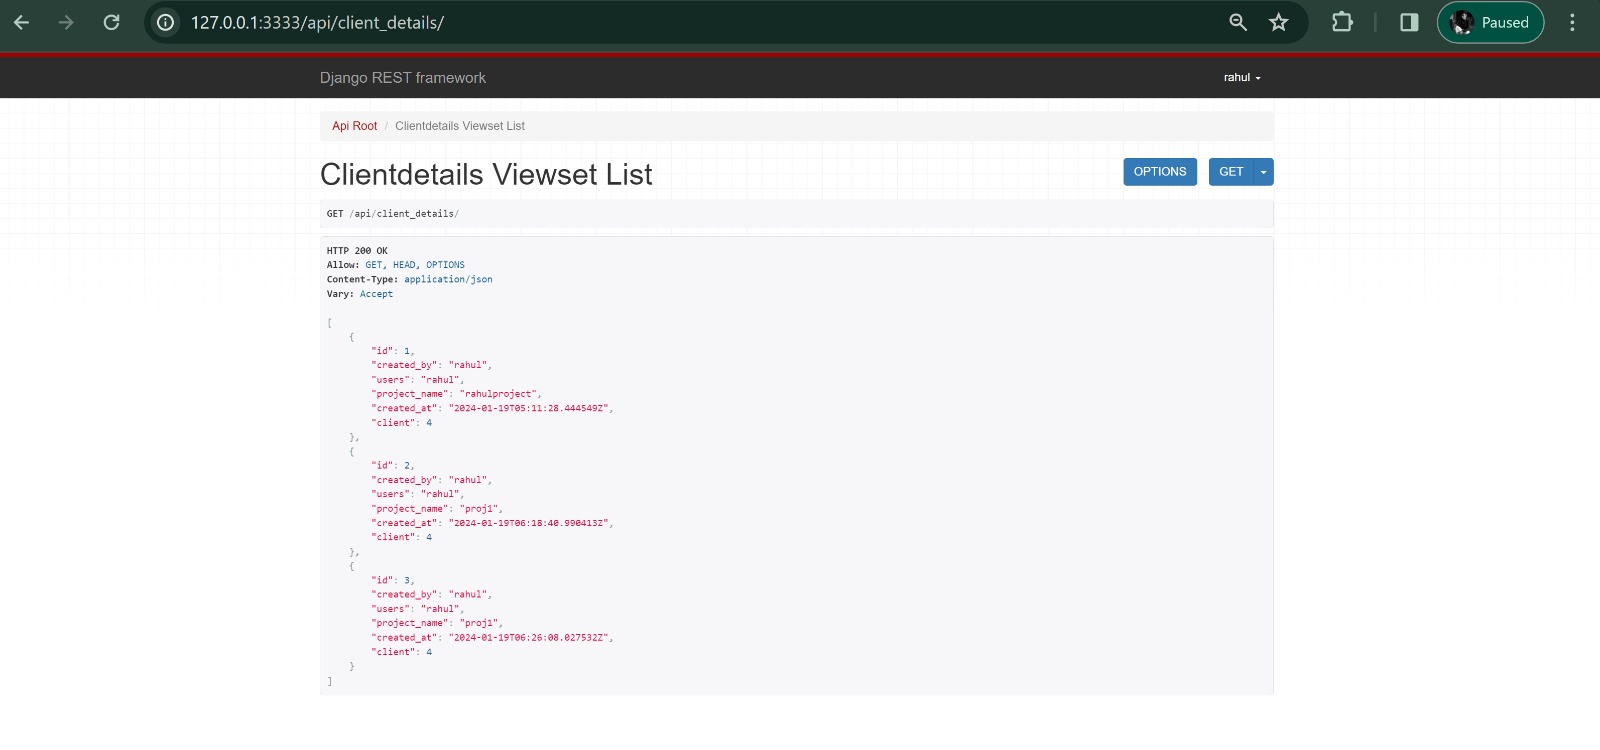 127.0.0.1:3333/api/client_details/
Paused
Django REST framework
rahul
Api Root / Clientdetails Viewset List
Clientdetails Viewset List
OPTIONS
GET
GET /api/client_details/
HTTP 200 OK
Allow: GET, HEAD, OPTIONS
Content-Type: application/json
Vary: Accept
[
{
"id": 1,
"created_by": "rahul",
"users": "rahul",
"project_name": "rahulproject",
"created_at": "2024-01-19T05:11:28.444549Z",
"client": 4
},
{
"id": 2,
"created_by": "rahul",
"users": "rahul",
"project_name": "proj1",
"created_at": "2024-01-19T06:18:40.990413Z",
"client": 4
},
{
"id": 3,
"created_by": "rahul",
"users": "rahul",
"project_name": "proj1",
"created_at": "2024-01-19T06:26:08.027532Z",
"client": 4
}
]